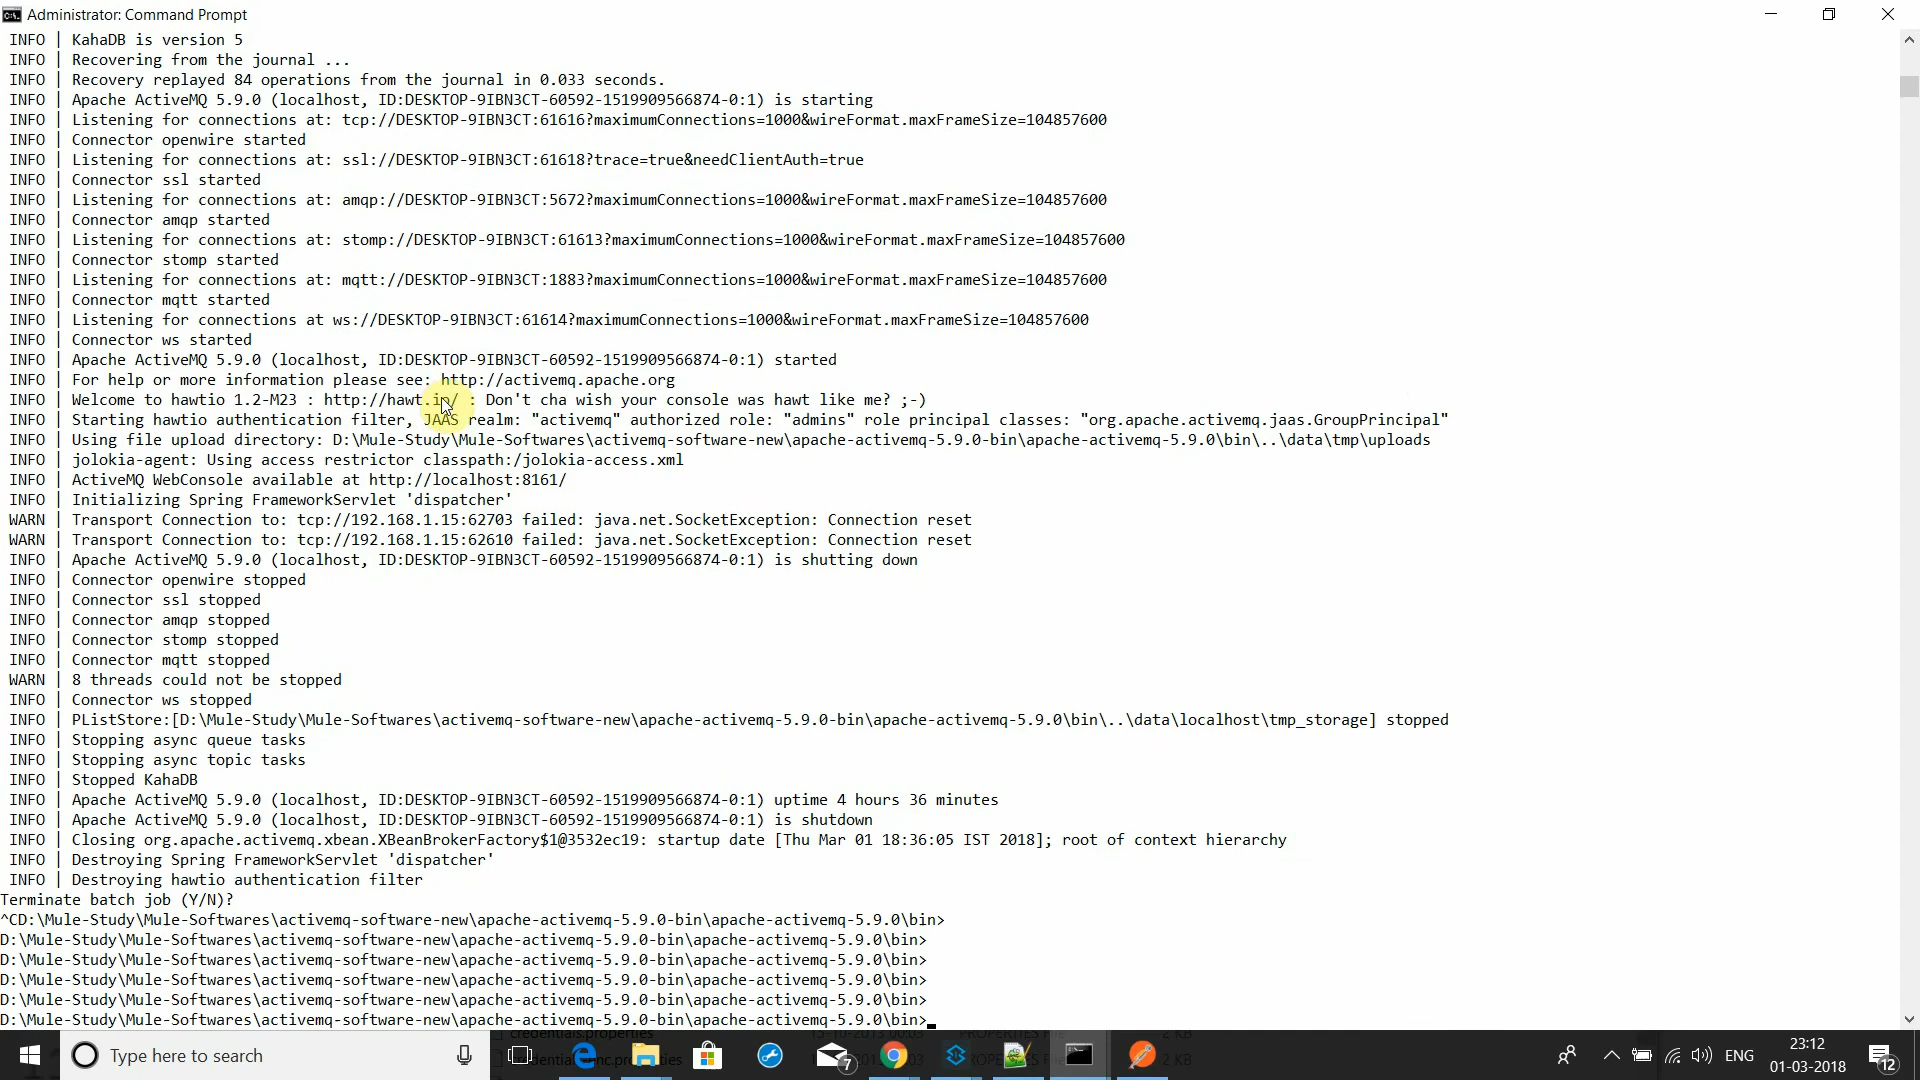 Administrator: Command Prompt
INFO | KahaDB is version 5
INFO | Recovering from the journal ...
INFO | Recovery replayed 84 operations from the journal in 0.033 seconds.
INFO | Apache ActiveMQ 5.9.0 (localhost, ID:DESKTOP-9IBN3CT-60592-1519909566874-0:1) is starting
INFO | Listening for connections at: tcp://DESKTOP-9IBN3CT:61616?maximumConnections=1000&wireFormat.maxFrameSize=104857600
INFO | Connector openwire started
INFO | Listening for connections at: ssl://DESKTOP-9IBN3CT:61618?trace=true&needClientAuth=true
INFO | Connector ssl started
INFO | Listening for connections at: amqp://DESKTOP-9IBN3CT:5672?maximumConnections=1000&wireFormat.maxFrameSize=104857600
INFO | Connector amqp started
INFO | Listening for connections at: stomp://DESKTOP-9IBN3CT:61613?maximumConnections=1000&wireFormat.maxFrameSize=104857600
INFO | Connector stomp started
INFO | Listening for connections at: mqtt://DESKTOP-9IBN3CT:1883?maximumConnections=1000&wireFormat.maxFrameSize=104857600
INFO | Connector mqtt started
INFO | Listening for connections at ws://DESKTOP-9IBN3CT:61614?maximumConnections=1000&wireFormat.maxFrameSize=104857600
INFO | Connector ws started
INFO | Apache ActiveMQ 5.9.0 (localhost, ID:DESKTOP-9IBN3CT-60592-1519909566874-0:1) started
INFO | For help or more information please see: http://activemq.apache.org
INFO | Welcome to hawtio 1.2-M23 : http://hawt.io/ : Don't cha wish your console was hawt like me? ;-)
INFO | Starting hawtio authentication filter, JAAS realm: "activemq" authorized role: "admins" role principal classes: "org.apache.activemq.jaas.GroupPrincipal"
INFO | Using file upload directory: D:\Mule-Study\Mule-Softwares\activemq-software-new\apache-activemq-5.9.0-bin\apache-activemq-5.9.0\bin\..\data\tmp\uploads
INFO | jolokia-agent: Using access restrictor classpath:/jolokia-access.xml
INFO | ActiveMQ WebConsole available at http://localhost:8161/
INFO | Initializing Spring FrameworkServlet 'dispatcher'
WARN | Transport Connection to: tcp://192.168.1.15:62703 failed: java.net.SocketException: Connection reset
WARN | Transport Connection to: tcp://192.168.1.15:62610 failed: java.net.SocketException: Connection reset
INFO | Apache ActiveMQ 5.9.0 (localhost, ID:DESKTOP-9IBN3CT-60592-1519909566874-0:1) is shutting down
INFO | Connector openwire stopped
INFO | Connector ssl stopped
INFO | Connector amqp stopped
INFO | Connector stomp stopped
INFO | Connector mqtt stopped
WARN | 8 threads could not be stopped
INFO | Connector ws stopped
INFO | PListStore:[D:\Mule-Study\Mule-Softwares\activemq-software-new\apache-activemq-5.9.0-bin\apache-activemq-5.9.0\bin\..\data\localhost\tmp_storage] stopped
INFO | Stopping async queue tasks
INFO | Stopping async topic tasks
INFO | Stopped KahaDB
INFO | Apache ActiveMQ 5.9.0 (localhost, ID:DESKTOP-9IBN3CT-60592-1519909566874-0:1) uptime 4 hours 36 minutes
INFO | Apache ActiveMQ 5.9.0 (localhost, ID:DESKTOP-9IBN3CT-60592-1519909566874-0:1) is shutdown
INFO | Closing org.apache.activemq.xbean.XBeanBrokerFactory$1@3532ec19: startup date [Thu Mar 01 18:36:05 IST 2018]; root of context hierarchy
INFO | Destroying Spring FrameworkServlet 'dispatcher'
INFO | Destroying hawtio authentication filter
Terminate batch job (Y/N)?
^CD:\Mule-Study\Mule-Softwares\activemq-software-new\apache-activemq-5.9.0-bin\apache-activemq-5.9.0\bin>
D:\Mule-Study\Mule-Softwares\activemq-software-new\apache-activemq-5.9.0-bin\apache-activemq-5.9.0\bin>
D:\Mule-Study\Mule-Softwares\activemq-software-new\apache-activemq-5.9.0-bin\apache-activemq-5.9.0\bin>
D:\Mule-Study\Mule-Softwares\activemq-software-new\apache-activemq-5.9.0-bin\apache-activemq-5.9.0\bin>
D:\Mule-Study\Mule-Softwares\activemq-software-new\apache-activemq-5.9.0-bin\apache-activemq-5.9.0\bin>
D:\Mule-Study\Mule-Softwares\activemq-software-new\apache-activemq-5.9.0-bin\apache-activemq-5.9.0\bin>
Type here to search
7
ENG
23:12
01-03-2018
12